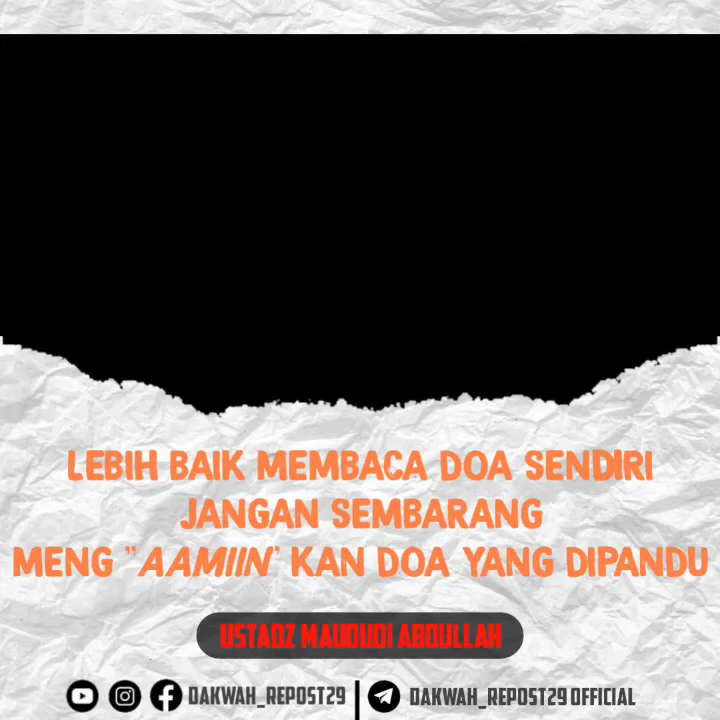 LEBIH BAIK MEMBACA DOA SENDIRI
JANGAN SEMBARANG
MENG "AAMIIN" KAN DOA YANG DIPANDU
USTADZ MAUDUDI ABDULLAH
DAKWAH_REPOST29 DAKWAH_REPOST29 OFFICIAL